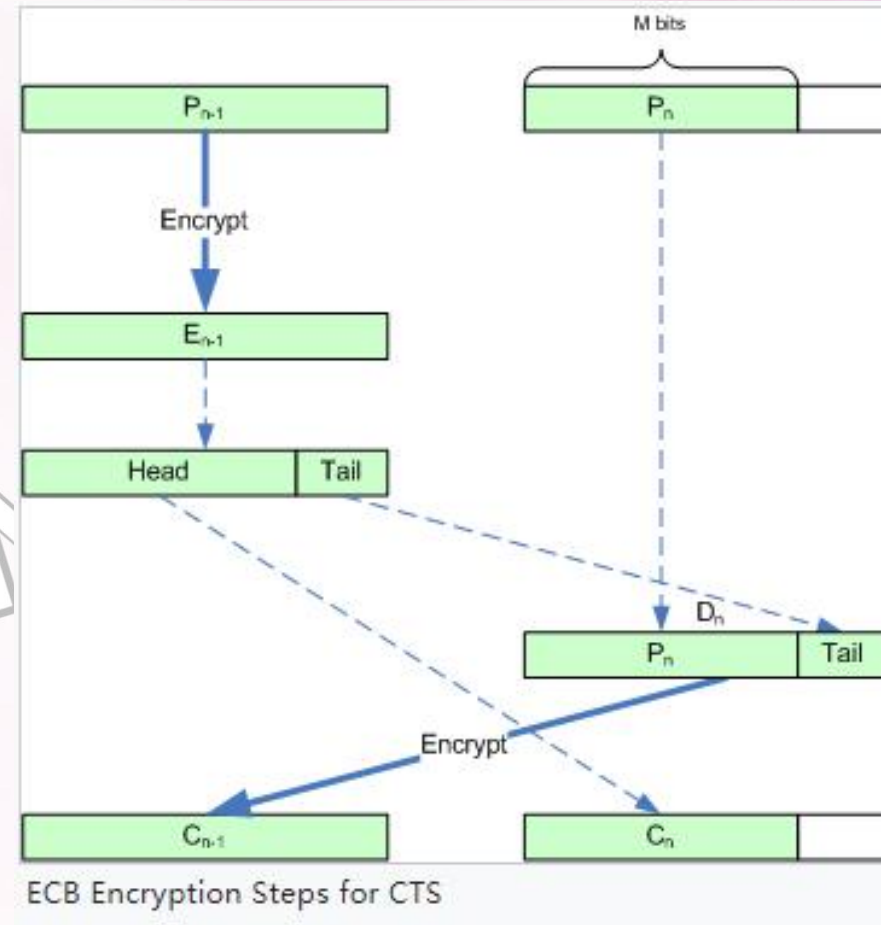 M bits
Pn-1 Pn
Encrypt
En-1
Head Tail
Dn
Pn Tail
Encrypt
Cn-1 Cn
ECB Encryption Steps for CTS